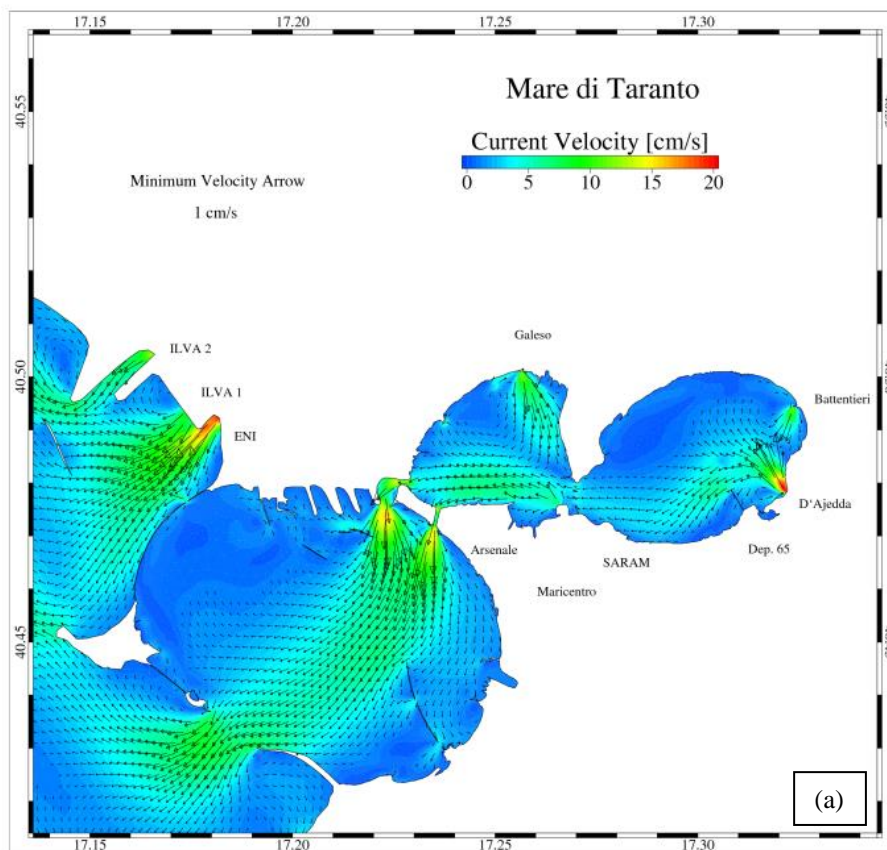 17.15 17.20 17.25 17.30
Mare di Taranto
40.55
Current Velocity [cm/s]
0 5 10 15 20
Minimum Velocity Arrow
1 cm/s
Galeso
ILVA 2
40.50
ILVA 1
Battentieri
ENI
D'Ajedda
Arsenale
Dep. 65
SARAM
Maricentro
40.45
(a)
17.15 17.20 17.25 17.30